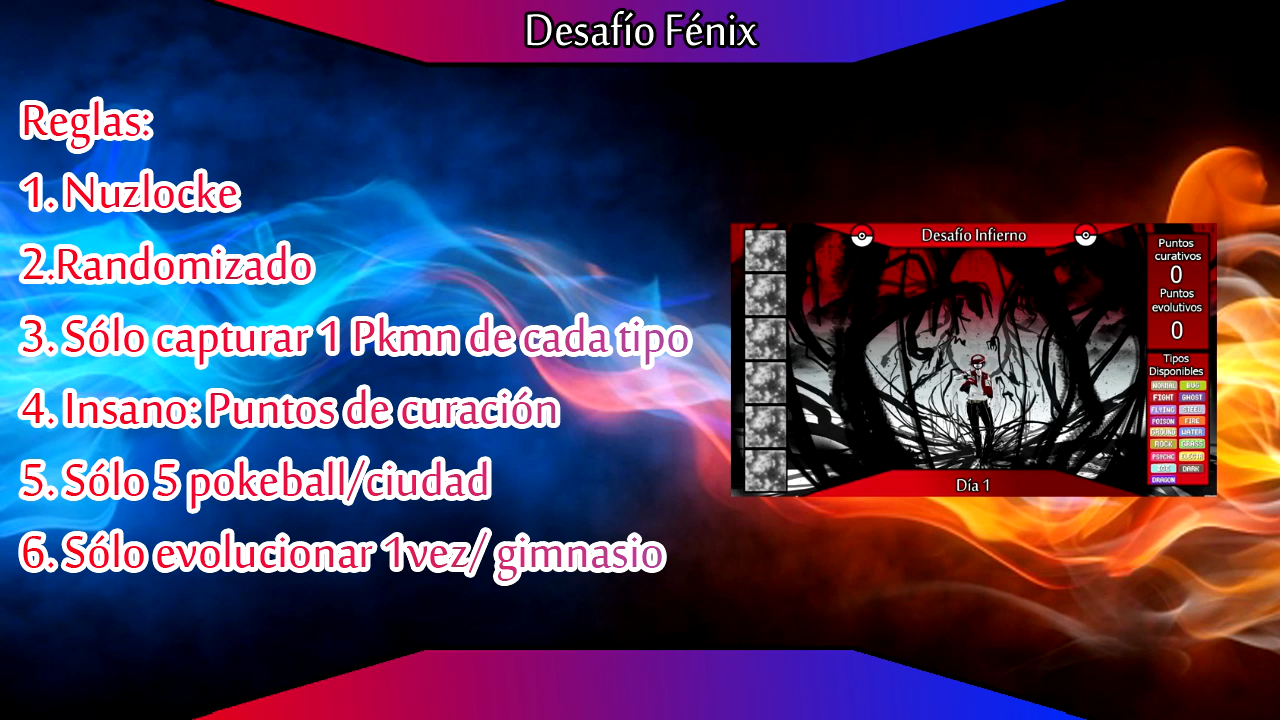 Desafío Fénix
Reglas:
1. Nuzlocke
2.Randomizado
3. Sólo capturar 1 Pkmn de cada tipo
4. Insano: Puntos de curación
5. Sólo 5 pokeball/ciudad
6. Sólo evolucionar 1vez/ gimnasio
Desafío Infierno
Puntos
curativos
0
Puntos
evolutivos
0
Tipos
Disponibles
NORMAL BUG
FIGHT GHOST
FLYING STEEL
POISON FIRE
GROUND WATER
ROCK GRASS
PSYCHC ELECTR
ICE DARK
DRAGON
Día 1